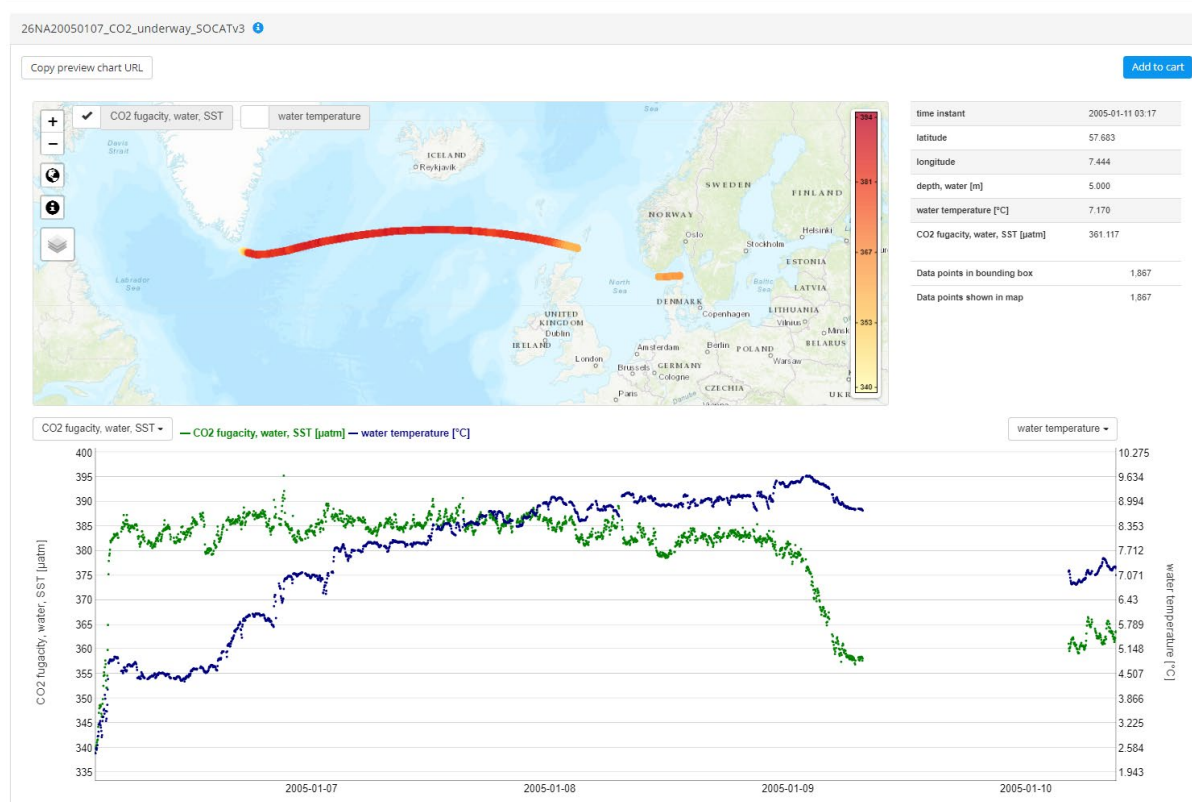 26NA20050107_CO2_underway_SOCATv3
Copy preview chart URL
Add to cart
CO2 fugacity, water, SST
water temperature
Davis
Strait
Sea
ICELAND
Reykjavik
SWEDEN
FINLAND
NORWAY
Oslo
Helsinki
Stockholm
ESTONIA
Labrador
Sea
North
Sea
Baltic
Sea
LATVIA
DENMARK
Copenhagen
LITHUANIA
UNITED
KINGDOM
Vilnius
Minsk
Dublin
IRELAND
Amsterdam
Berlin
POLAND
BELARUS
London
Brussels
GERMANY
Warsaw
Cologne
Paris
CZECHIA
Danube
Vienna
UKR
394
381
367
353
340
time instant 2005-01-11 03:17
latitude 57.683
longitude 7.444
depth, water [m] 5.000
water temperature [°C] 7.170
CO2 fugacity, water, SST [µatm] 361.117
Data points in bounding box 1,867
Data points shown in map 1,867
CO2 fugacity, water, SST
CO2 fugacity, water, SST [µatm] — water temperature [°C]
water temperature
400
395
390
385
380
375
370
365
360
355
350
345
340
335
CO2 fugacity, water, SST [µatm]
10.275
9.634
8.994
8.353
7.712
7.071
6.43
5.789
5.148
4.507
3.866
3.225
2.584
1.943
water temperature [°C]
2005-01-07
2005-01-08
2005-01-09
2005-01-10